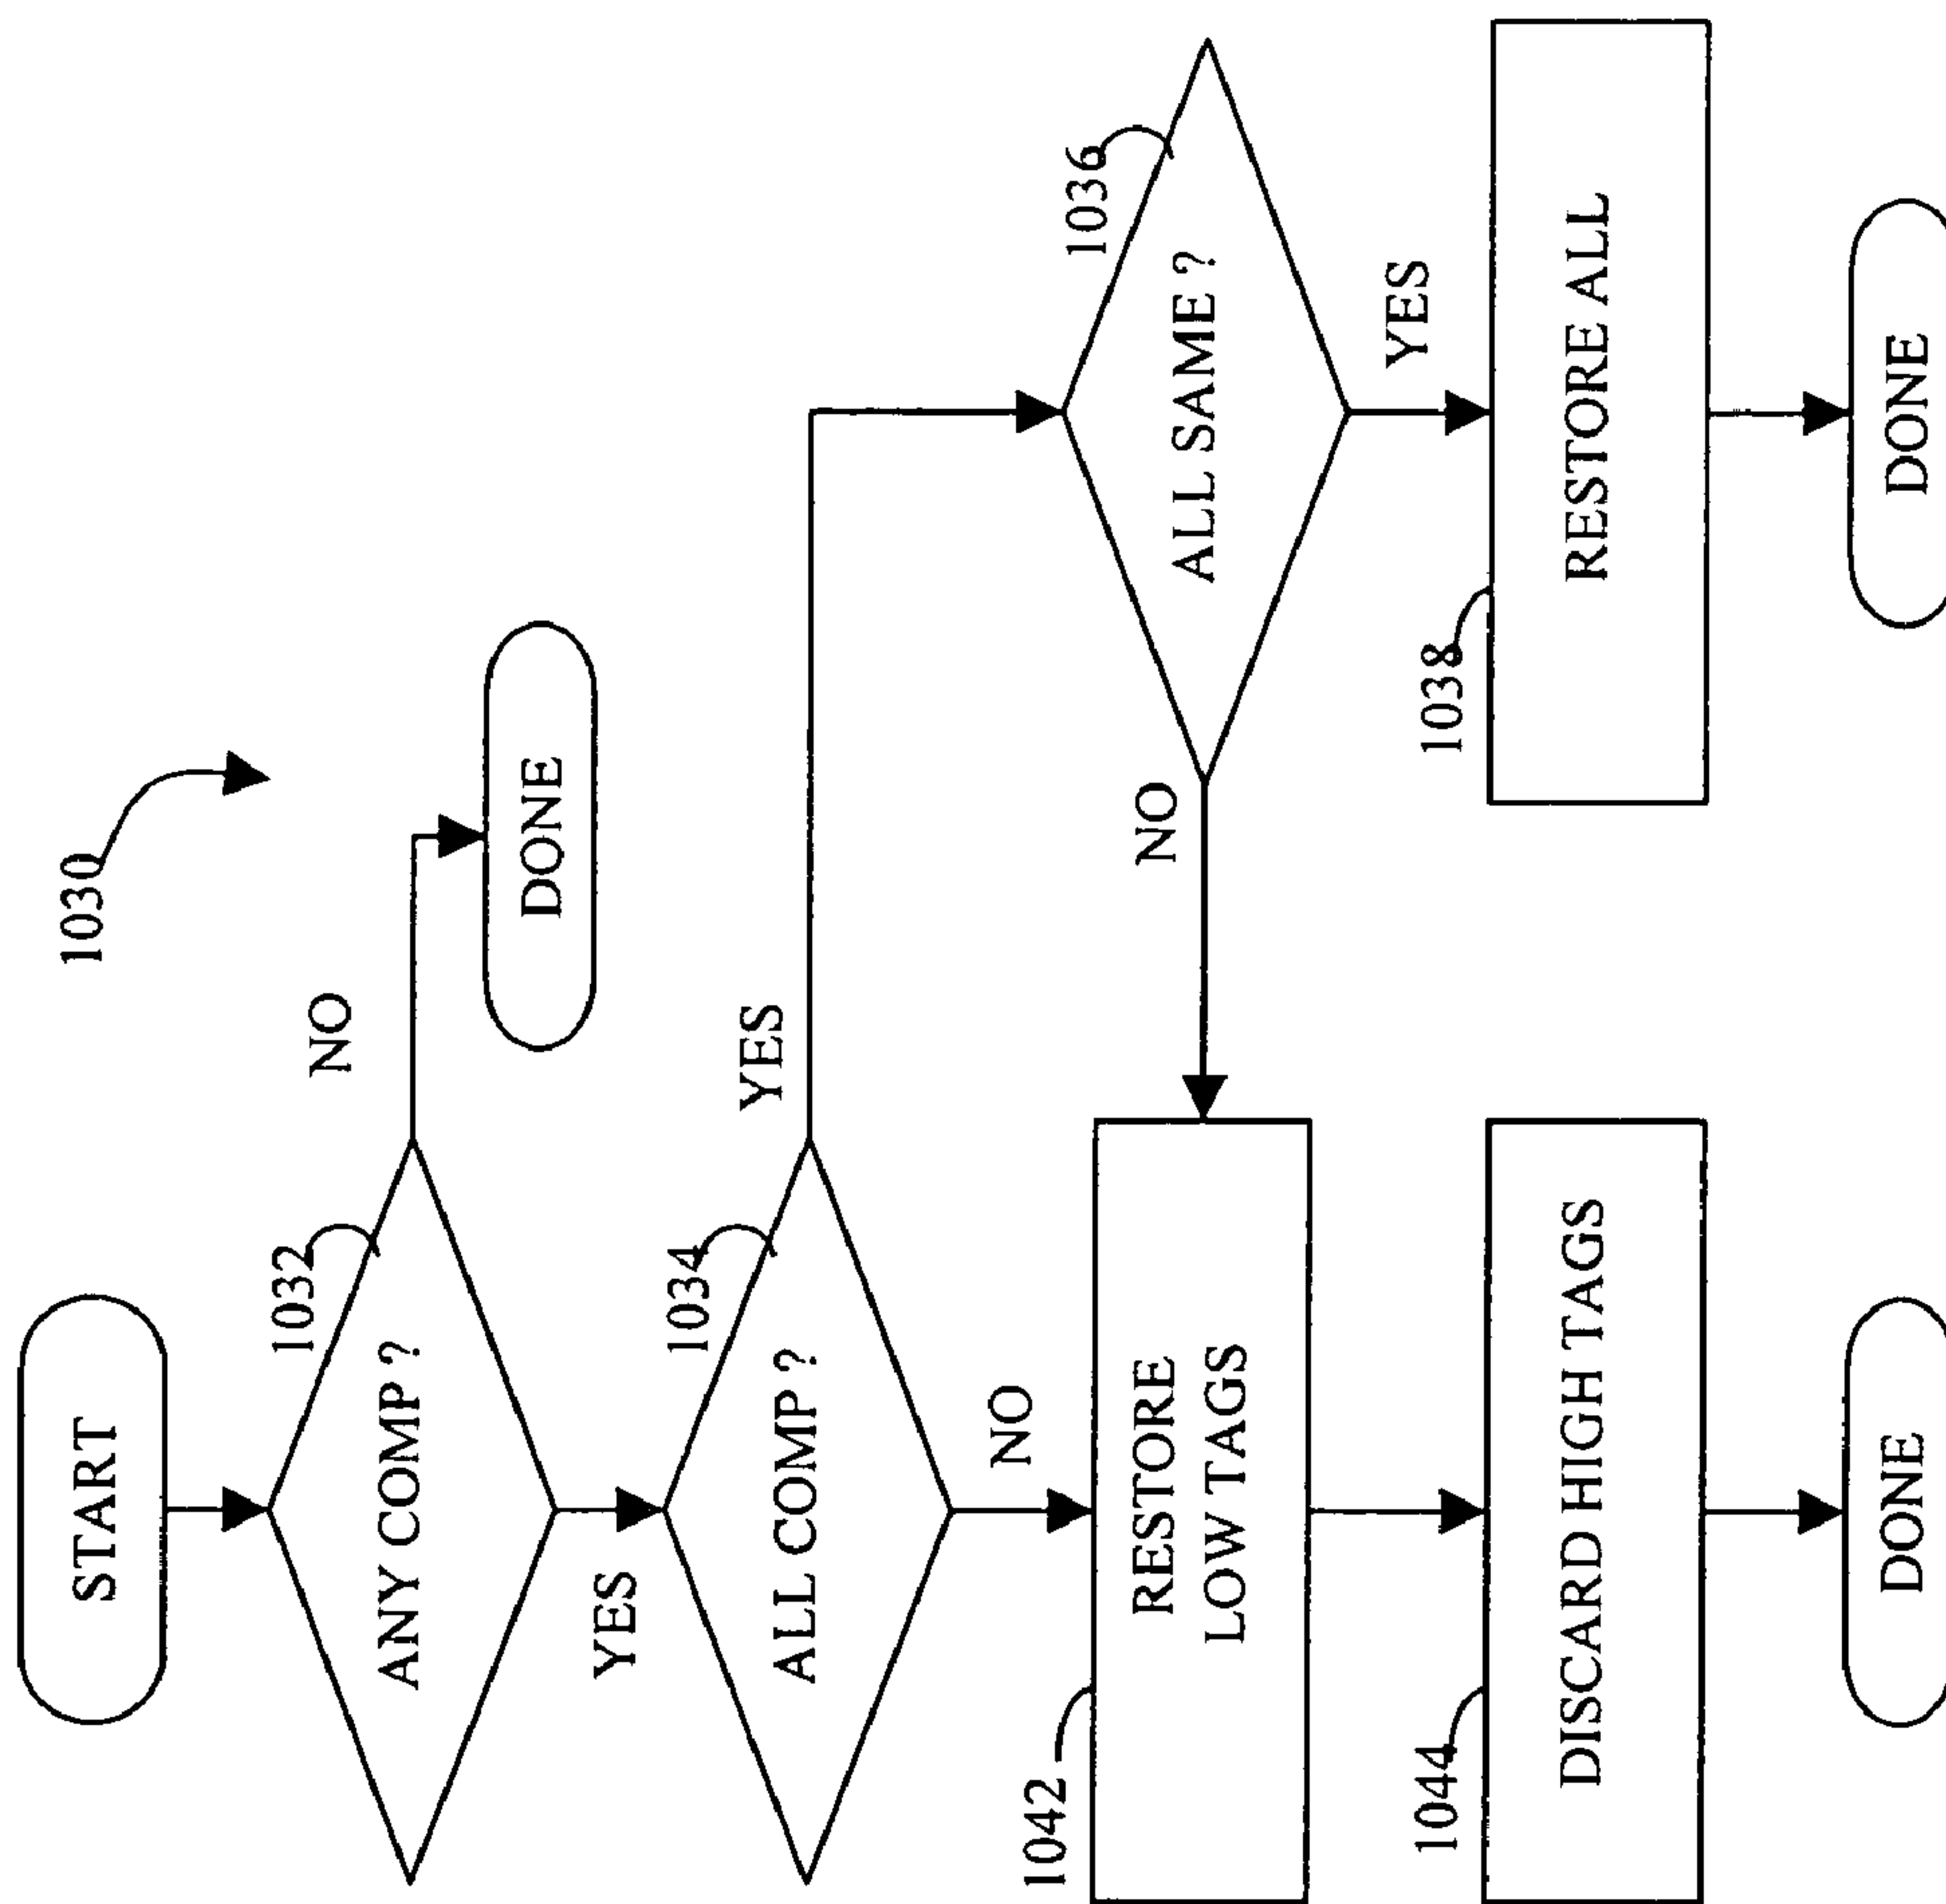 1030
START
1032
ANY COMP ?
NO
DONE
YES
1034
ALL COMP ?
YES
NO
1036
ALL SAME ?
NO
YES
1042
RESTORE
LOW TAGS
1038
RESTORE ALL
1044
DISCARD HIGH TAGS
DONE
DONE